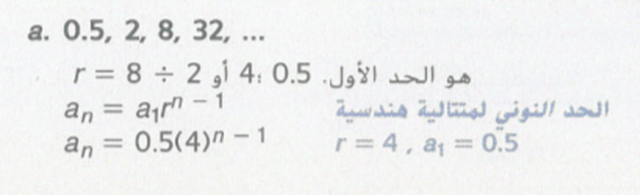 a. 0.5, 2, 8, 32, ...
r = 8 ÷ 2 أو 4؛ 0.5 هو الحد الأول.
aₙ = a₁rⁿ⁻¹ الحد النوني لمتتالية هندسية
aₙ = 0.5(4)ⁿ⁻¹ r = 4 , a₁ = 0.5